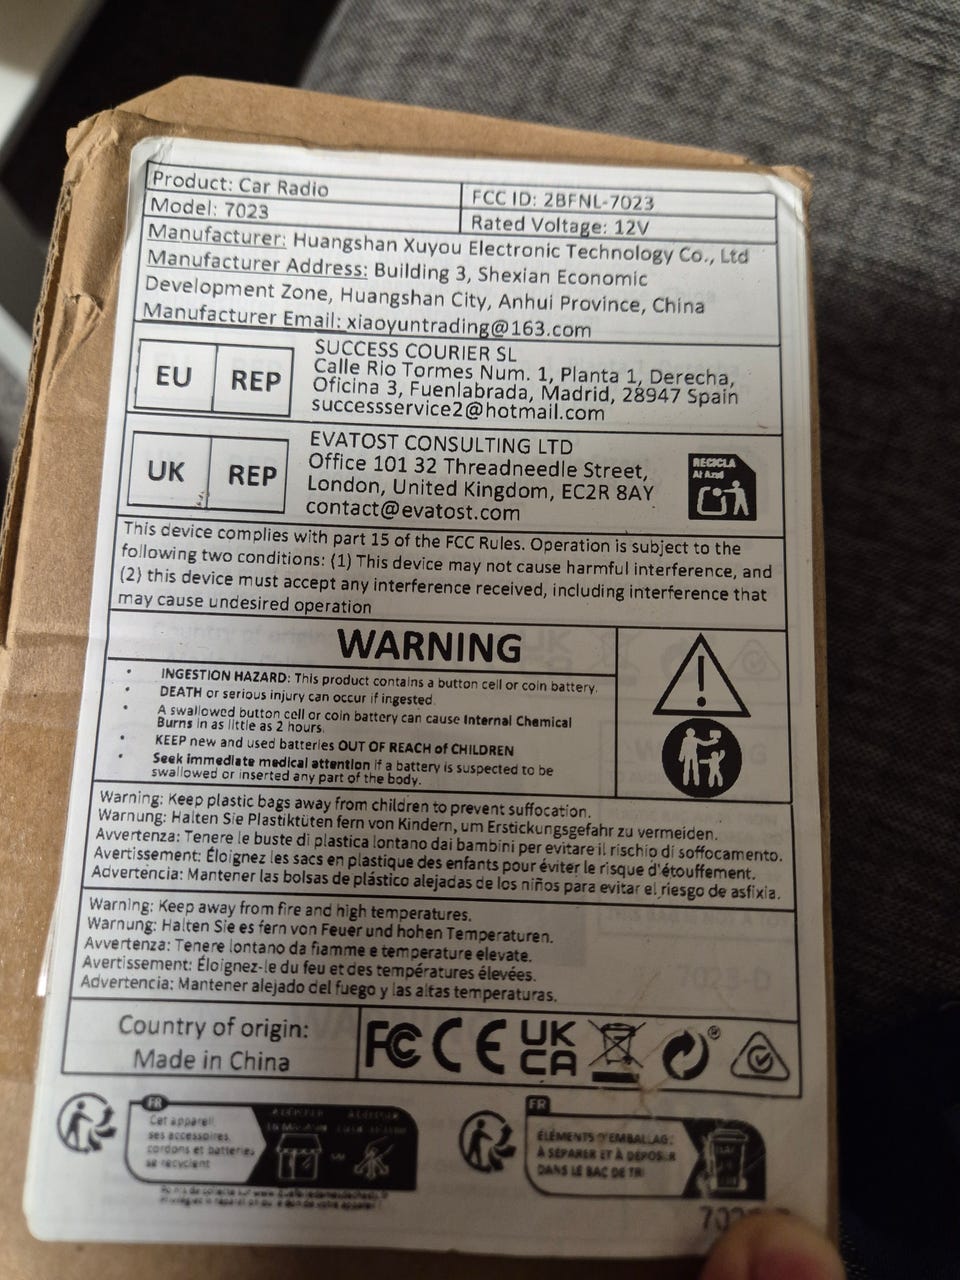 Product: Car Radio
FCC ID: 2BFNL-7023
Model: 7023
Rated Voltage: 12V
Manufacturer: Huangshan Xuyou Electronic Technology Co., Ltd
Manufacturer Address: Building 3, Shexian Economic
Development Zone, Huangshan City, Anhui Province, China
Manufacturer Email: xiaoyuntrading@163.com
EU REP
SUCCESS COURIER SL
Calle Rio Tormes Num. 1, Planta 1, Derecha,
Oficina 3, Fuenlabrada, Madrid, 28947 Spain
successservice2@hotmail.com
UK REP
EVATOST CONSULTING LTD
Office 101 32 Threadneedle Street,
London, United Kingdom, EC2R 8AY
contact@evatost.com
RECICLA
Al Azul
This device complies with part 15 of the FCC Rules. Operation is subject to the
following two conditions: (1) This device may not cause harmful interference, and
(2) this device must accept any interference received, including interference that
may cause undesired operation
WARNING
• INGESTION HAZARD: This product contains a button cell or coin battery.
• DEATH or serious injury can occur if ingested.
• A swallowed button cell or coin battery can cause Internal Chemical
Burns in as little as 2 hours.
• KEEP new and used batteries OUT OF REACH of CHILDREN
• Seek immediate medical attention if a battery is suspected to be
swallowed or inserted any part of the body.
Warning: Keep plastic bags away from children to prevent suffocation.
Warnung: Halten Sie Plastiktüten fern von Kindern, um Erstickungsgefahr zu vermeiden.
Avvertenza: Tenere le buste di plastica lontano dai bambini per evitare il rischio di soffocamento.
Avertissement: Éloignez les sacs en plastique des enfants pour éviter le risque d'étouffement.
Advertencia: Mantener las bolsas de plástico alejadas de los niños para evitar el riesgo de asfixia.
Warning: Keep away from fire and high temperatures.
Warnung: Halten Sie es fern von Feuer und hohen Temperaturen.
Avvertenza: Tenere lontano da fiamme e temperature elevate.
Avertissement: Éloignez-le du feu et des températures élevées.
Advertencia: Mantener alejado del fuego y las altas temperaturas.
Country of origin:
Made in China
FC CE UK
CA
®
FR
Cet appareil
ses accessoires,
cordons et batteries
se recyclent
FR
ÉLÉMENTS D'EMBALLAG:
À SÉPARER ET À DÉPOSER
DANS LE BAC DE TRI